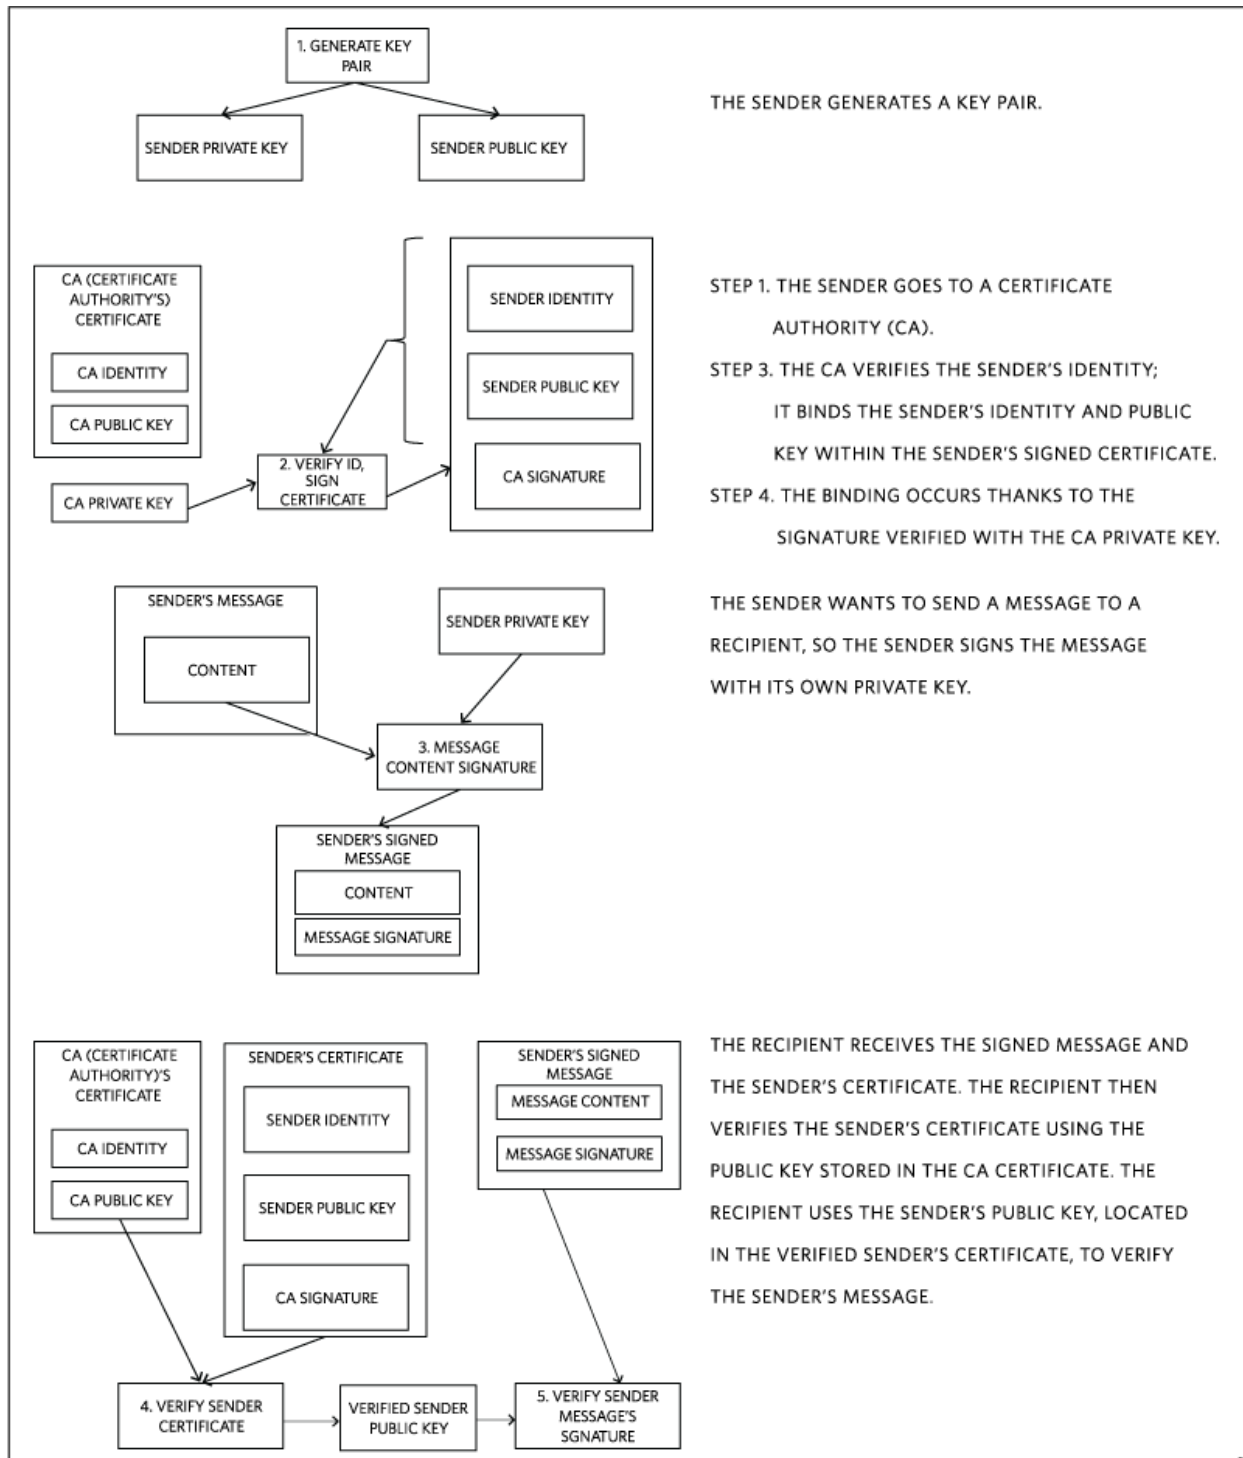 1. GENERATE KEY
PAIR
SENDER PRIVATE KEY
SENDER PUBLIC KEY
THE SENDER GENERATES A KEY PAIR.
CA (CERTIFICATE
AUTHORITY'S)
CERTIFICATE
CA IDENTITY
CA PUBLIC KEY
CA PRIVATE KEY
2. VERIFY ID,
SIGN
CERTIFICATE
SENDER IDENTITY
SENDER PUBLIC KEY
CA SIGNATURE
STEP 1. THE SENDER GOES TO A CERTIFICATE
AUTHORITY (CA).
STEP 3. THE CA VERIFIES THE SENDER'S IDENTITY;
IT BINDS THE SENDER'S IDENTITY AND PUBLIC
KEY WITHIN THE SENDER'S SIGNED CERTIFICATE.
STEP 4. THE BINDING OCCURS THANKS TO THE
SIGNATURE VERIFIED WITH THE CA PRIVATE KEY.
SENDER'S MESSAGE
CONTENT
SENDER PRIVATE KEY
3. MESSAGE
CONTENT SIGNATURE
SENDER'S SIGNED
MESSAGE
CONTENT
MESSAGE SIGNATURE
THE SENDER WANTS TO SEND A MESSAGE TO A
RECIPIENT, SO THE SENDER SIGNS THE MESSAGE
WITH ITS OWN PRIVATE KEY.
CA (CERTIFICATE
AUTHORITY)'S
CERTIFICATE
CA IDENTITY
CA PUBLIC KEY
SENDER'S CERTIFICATE
SENDER IDENTITY
SENDER PUBLIC KEY
CA SIGNATURE
SENDER'S SIGNED
MESSAGE
MESSAGE CONTENT
MESSAGE SIGNATURE
THE RECIPIENT RECEIVES THE SIGNED MESSAGE AND
THE SENDER'S CERTIFICATE. THE RECIPIENT THEN
VERIFIES THE SENDER'S CERTIFICATE USING THE
PUBLIC KEY STORED IN THE CA CERTIFICATE. THE
RECIPIENT USES THE SENDER'S PUBLIC KEY, LOCATED
IN THE VERIFIED SENDER'S CERTIFICATE, TO VERIFY
THE SENDER'S MESSAGE.
4. VERIFY SENDER
CERTIFICATE
VERIFIED SENDER
PUBLIC KEY
5. VERIFY SENDER
MESSAGE'S
SGNATURE